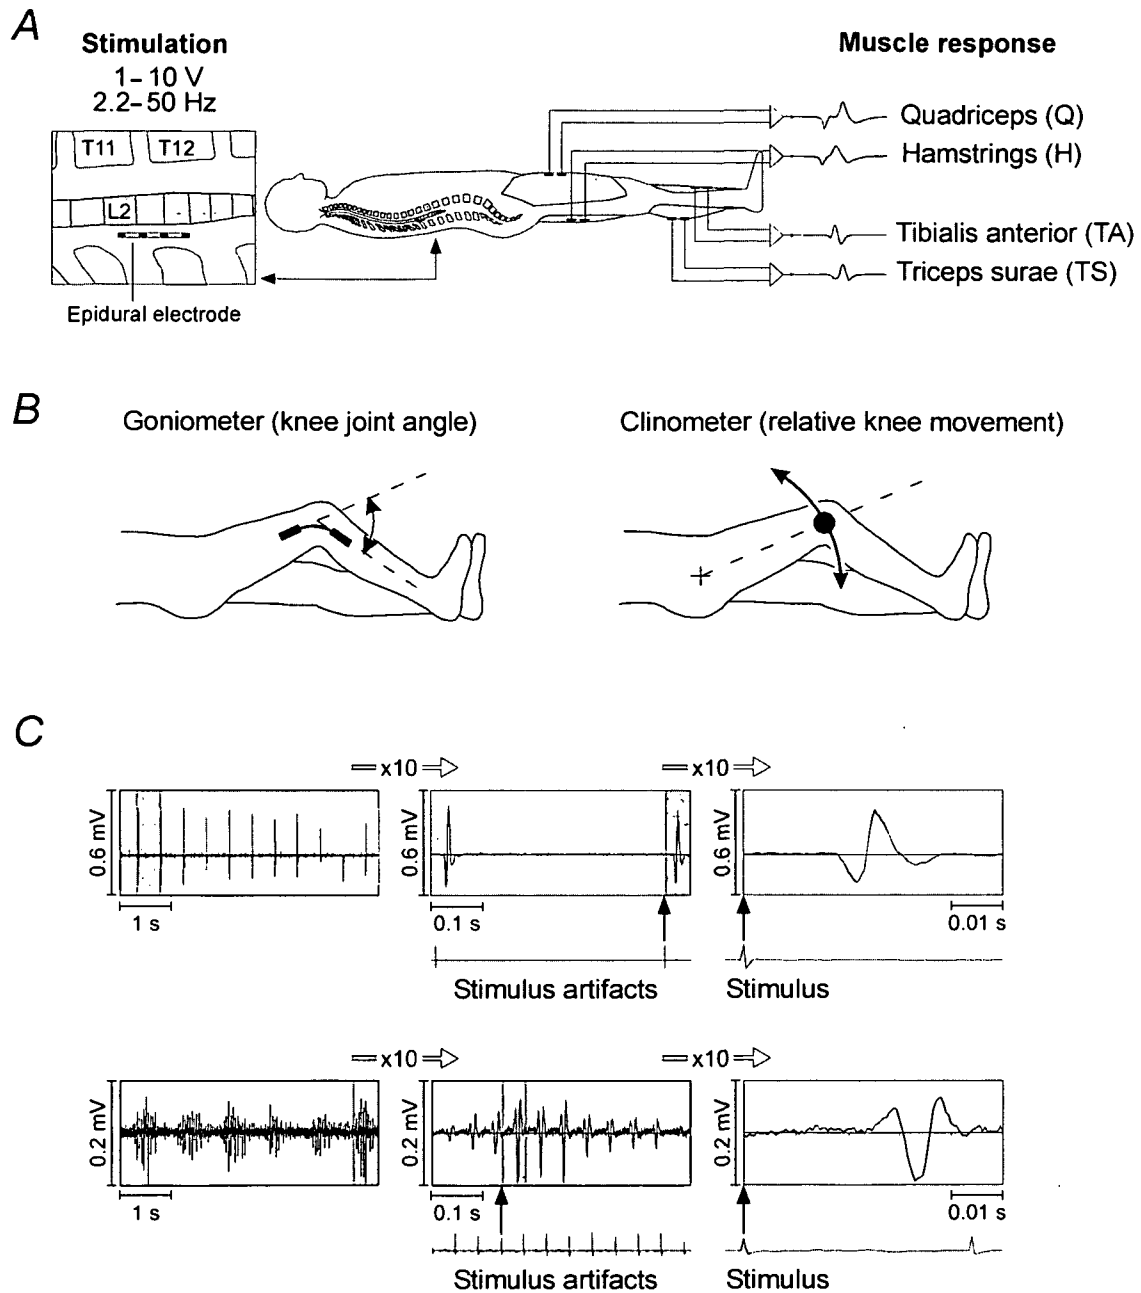 A
Stimulation
1–10 V
2.2–50 Hz
T11
T12
L2
Epidural electrode
Muscle response
Quadriceps (Q)
Hamstrings (H)
Tibialis anterior (TA)
Triceps surae (TS)
B
Goniometer (knee joint angle)
Clinometer (relative knee movement)
C
x10
x10
0.6 mV
0.6 mV
0.6 mV
1 s
0.1 s
0.01 s
Stimulus artifacts
Stimulus
x10
x10
0.2 mV
0.2 mV
0.2 mV
1 s
0.1 s
0.01 s
Stimulus artifacts
Stimulus